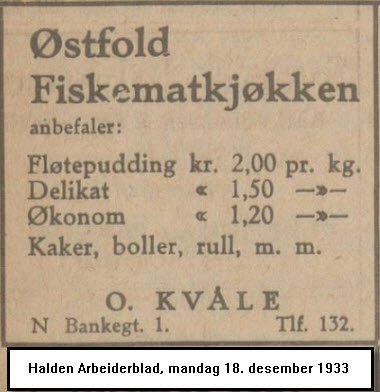 Østfold
Fiskematkjøkken
anbefaler:
Fløtepudding kr. 2,00 pr. kg.
Delikat « 1,50 —»—
Økonom « 1,20 —»—
Kaker, boller, rull, m. m.
O. KVÅLE
N Bankegt. 1. Tlf. 132.
Halden Arbeiderblad, mandag 18. desember 1933